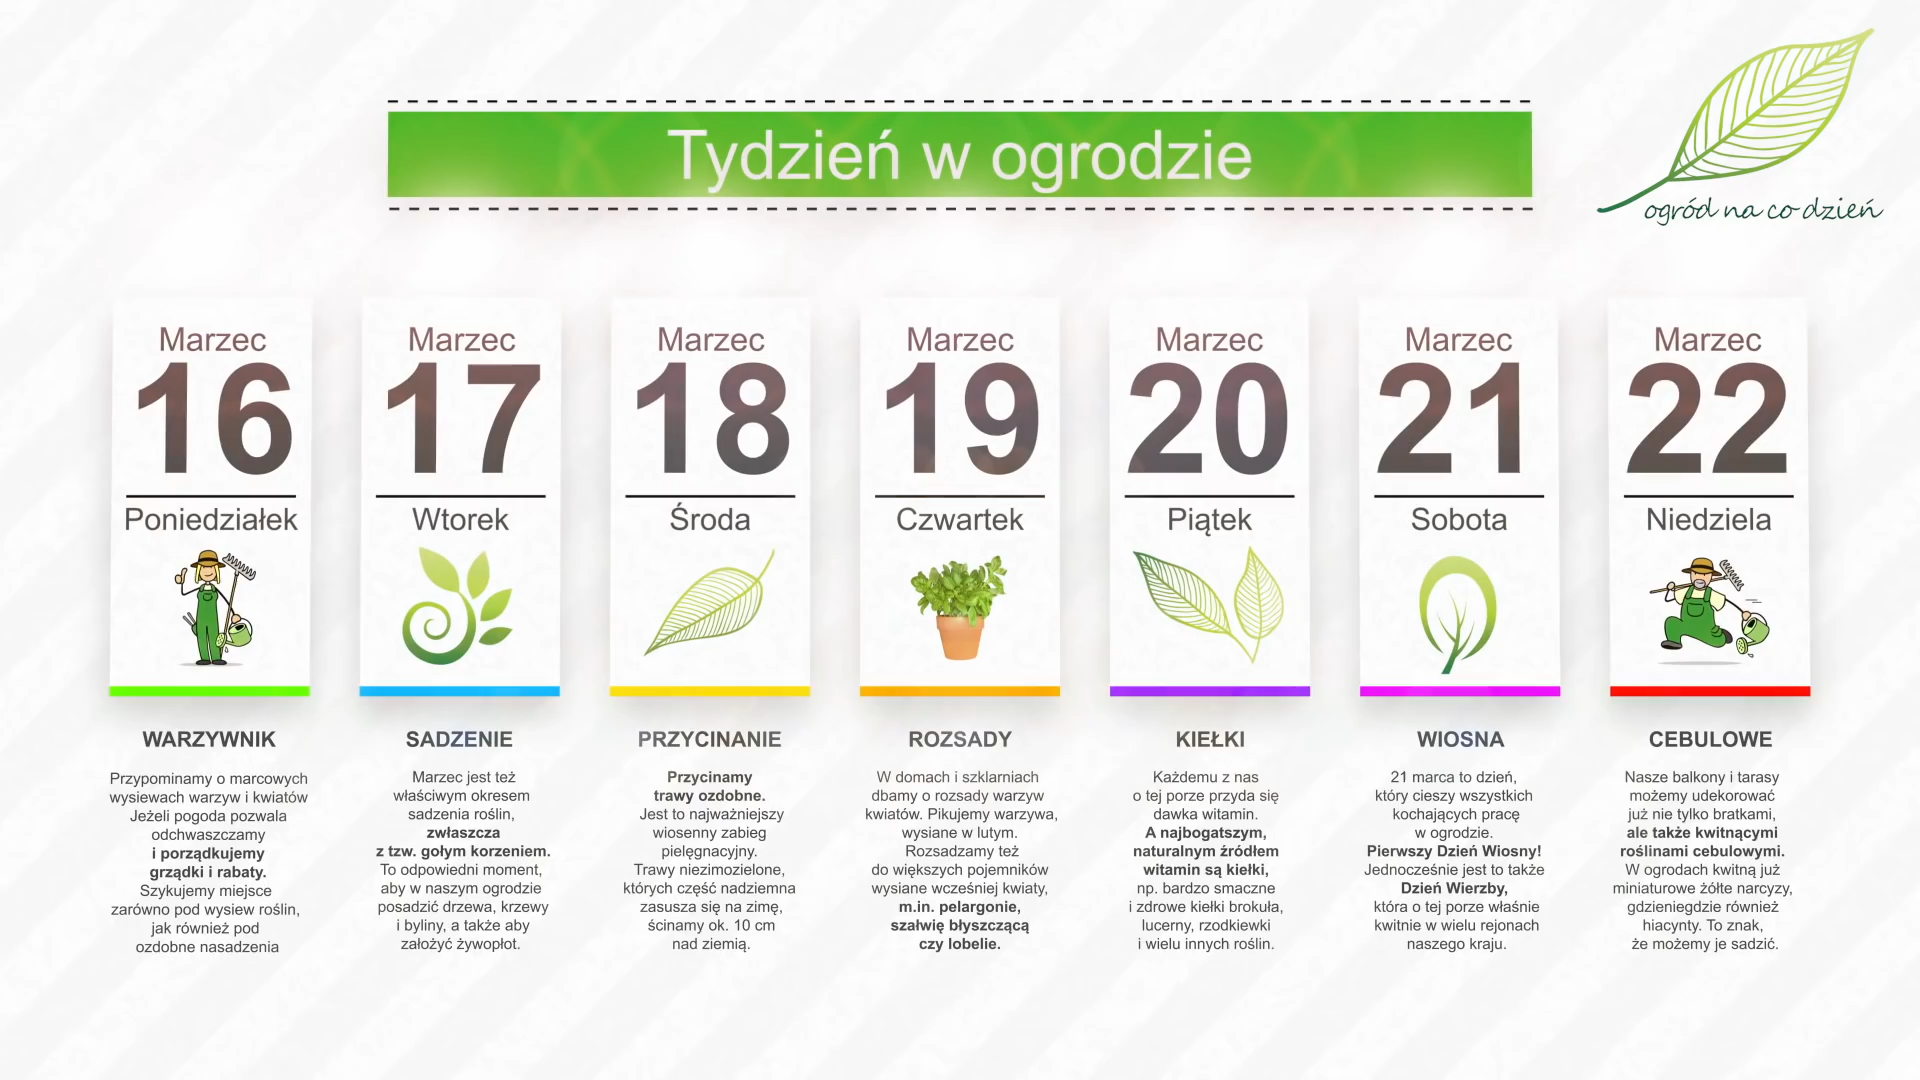 Tydzień w ogrodzie
ogród na co dzień
Marzec
16
Poniedziałek
WARZYWNIK
Przypominamy o marcowych
wysiewach warzyw i kwiatów
Jeżeli pogoda pozwala
odchwaszczamy
i porządkujemy
grządki i rabaty.
Szykujemy miejsce
zarówno pod wysiew roślin,
jak również pod
ozdobne nasadzenia
Marzec
17
Wtorek
SADZENIE
Marzec jest też
właściwym okresem
sadzenia roślin,
zwłaszcza
z tzw. gołym korzeniem.
To odpowiedni moment,
aby w naszym ogrodzie
posadzić drzewa, krzewy
i byliny, a także aby
założyć żywopłot.
Marzec
18
Środa
PRZYCINANIE
Przycinamy
trawy ozdobne.
Jest to najważniejszy
wiosenny zabieg
pielęgnacyjny.
Trawy niezimozielone,
których część nadziemna
zasusza się na zimę,
ścinamy ok. 10 cm
nad ziemią.
Marzec
19
Czwartek
ROZSADY
W domach i szklarniach
dbamy o rozsady warzyw
kwiatów. Pikujemy warzywa,
wysiane w lutym.
Rozsadzamy też
do większych pojemników
wysiane wcześniej kwiaty,
m.in. pelargonie,
szałwię błyszczącą
czy lobelie.
Marzec
20
Piątek
KIEŁKI
Każdemu z nas
o tej porze przyda się
dawka witamin.
A najbogatszym,
naturalnym źródłem
witamin są kiełki,
np. bardzo smaczne
i zdrowe kiełki brokuła,
lucerny, rzodkiewki
i wielu innych roślin.
Marzec
21
Sobota
WIOSNA
21 marca to dzień,
który cieszy wszystkich
kochających pracę
w ogrodzie.
Pierwszy Dzień Wiosny!
Jednocześnie jest to także
Dzień Wierzby,
która o tej porze właśnie
kwitnie w wielu rejonach
naszego kraju.
Marzec
22
Niedziela
CEBULOWE
Nasze balkony i tarasy
możemy udekorować
już nie tylko bratkami,
ale także kwitnącymi
roślinami cebulowymi.
W ogrodach kwitną już
miniaturowe żółte narcyzy,
gdzieniegdzie również
hiacynty. To znak,
że możemy je sadzić.